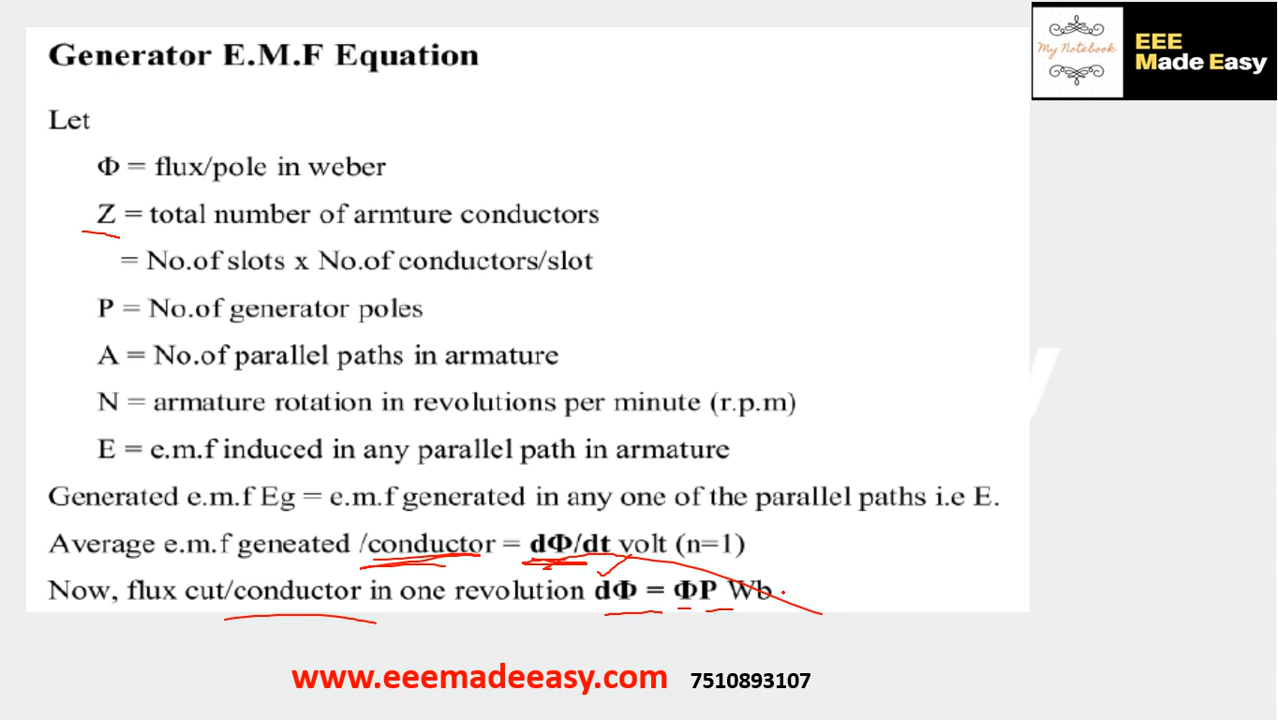 Generator E.M.F Equation
My Notebook
EEE
Made Easy
Let
Φ = flux/pole in weber
Z = total number of armture conductors
= No.of slots x No.of conductors/slot
P = No.of generator poles
A = No.of parallel paths in armature
N = armature rotation in revolutions per minute (r.p.m)
E = e.m.f induced in any parallel path in armature
Generated e.m.f Eg = e.m.f generated in any one of the parallel paths i.e E.
Average e.m.f geneated /conductor = dΦ/dt volt (n=1)
Now, flux cut/conductor in one revolution dΦ = ΦP Wb
www.eeemadeeasy.com 7510893107